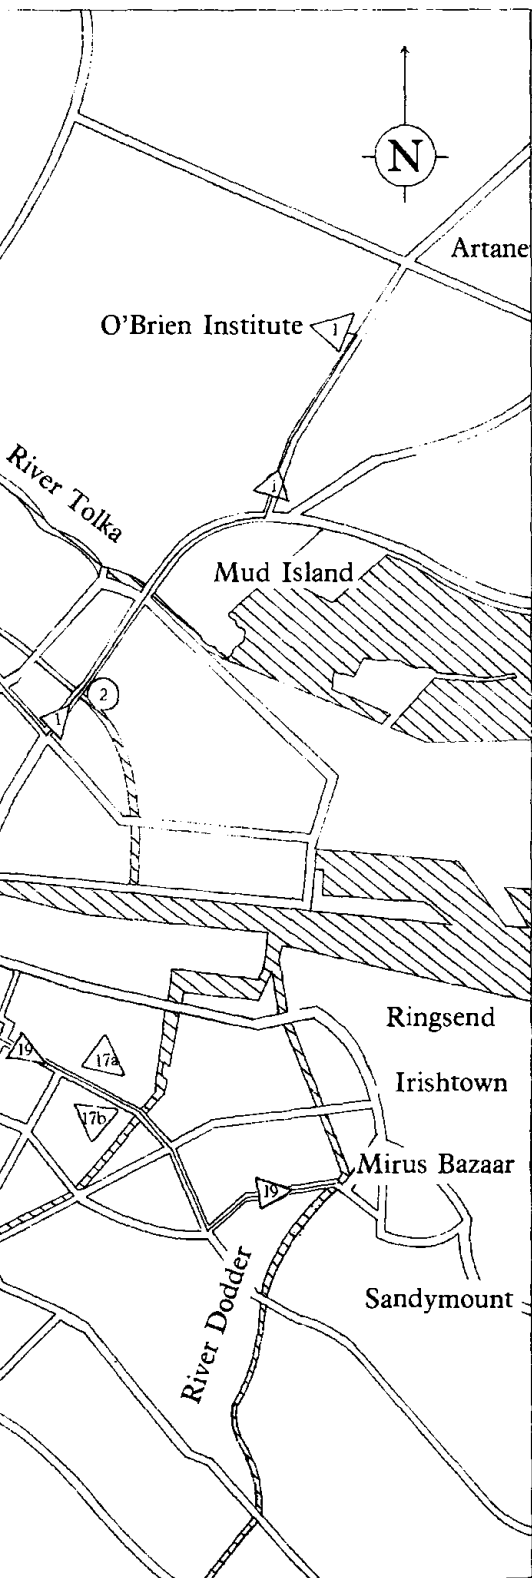 N
Artane
O'Brien Institute
1
1
River Tolka
Mud Island
2
1
Ringsend
19
17a
Irishtown
17b
Mirus Bazaar
19
River Dodder
Sandymount